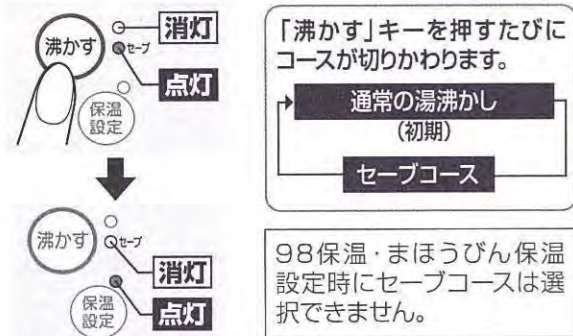 沸かす
消灯
セーブ
点灯
保温
設定
沸かす
セーブ
消灯
保温
設定
点灯
「沸かす」キーを押すたびに
コースが切りかわります。
通常の湯沸かし
(初期)
セーブコース
98保温・まほうびん保温
設定時にセーブコースは選
択できません。